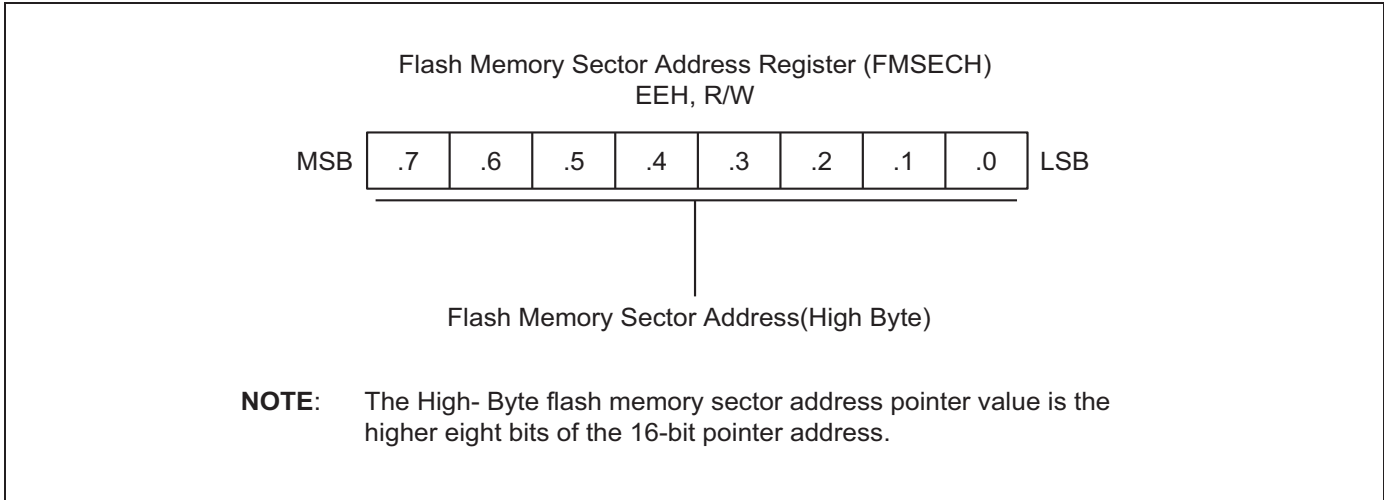 Flash Memory Sector Address Register (FMSECH)
EEH, R/W
MSB .7 .6 .5 .4 .3 .2 .1 .0 LSB
Flash Memory Sector Address(High Byte)
NOTE: The High- Byte flash memory sector address pointer value is the
higher eight bits of the 16-bit pointer address.